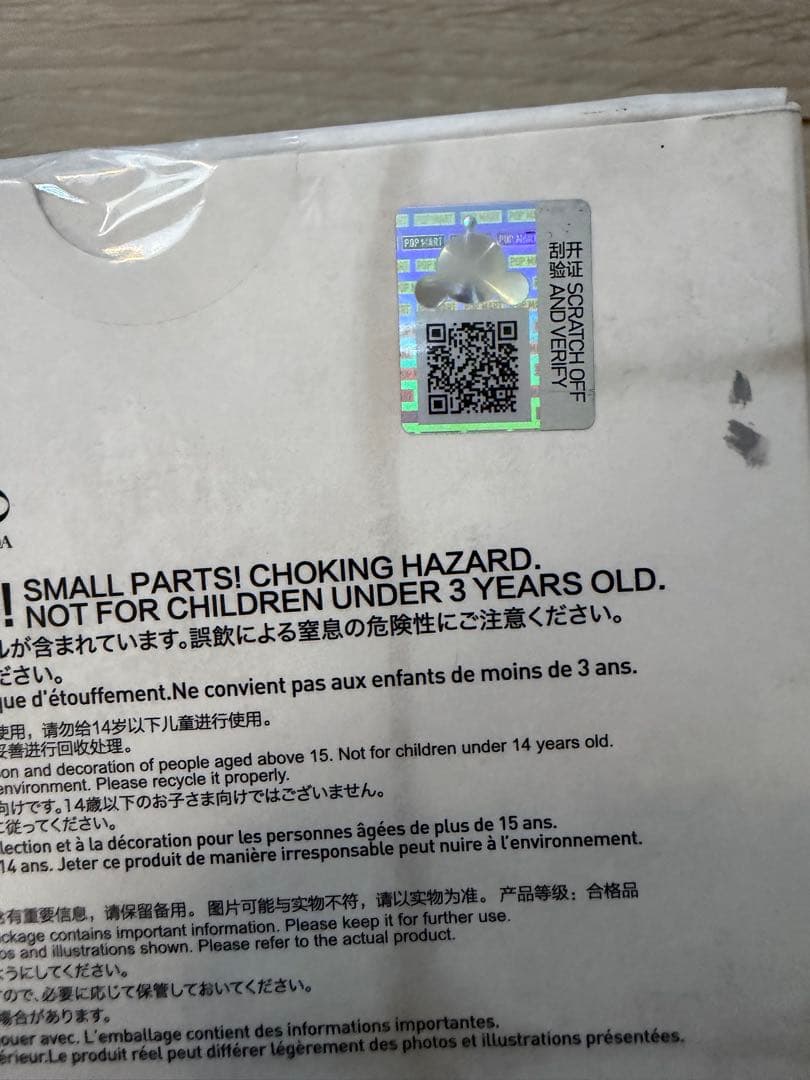 POP MART
开 证 SCRATCH OFF
刮 验 AND VERIFY
! SMALL PARTS! CHOKING HAZARD.
NOT FOR CHILDREN UNDER 3 YEARS OLD.
が含まれています。誤飲による窒息の危険性にご注意ください。
ださい。
que d'étouffement.Ne convient pas aux enfants de moins de 3 ans.
使用，请勿给14岁以下儿童进行使用。
妥善进行回收处理。
on and decoration of people aged above 15. Not for children under 14 years old.
environment. Please recycle it properly.
向けです。14歳以下のお子さま向けではございません。
に従ってください。
lection et à la décoration pour les personnes âgées de plus de 15 ans.
14 ans. Jeter ce produit de manière irresponsable peut nuire à l'environnement.
含有重要信息，请保留备用。 图片可能与实物不符，请以实物为准。 产品等级：合格品
ckage contains important information. Please keep it for further use.
os and illustrations shown. Please refer to the actual product.
ようにしてください。
ので、必要に応じて保管しておいてください。
場合があります。
ouer avec. L'emballage contient des informations importantes.
érieur.Le produit réel peut différer légèrement des photos et illustrations présentées.